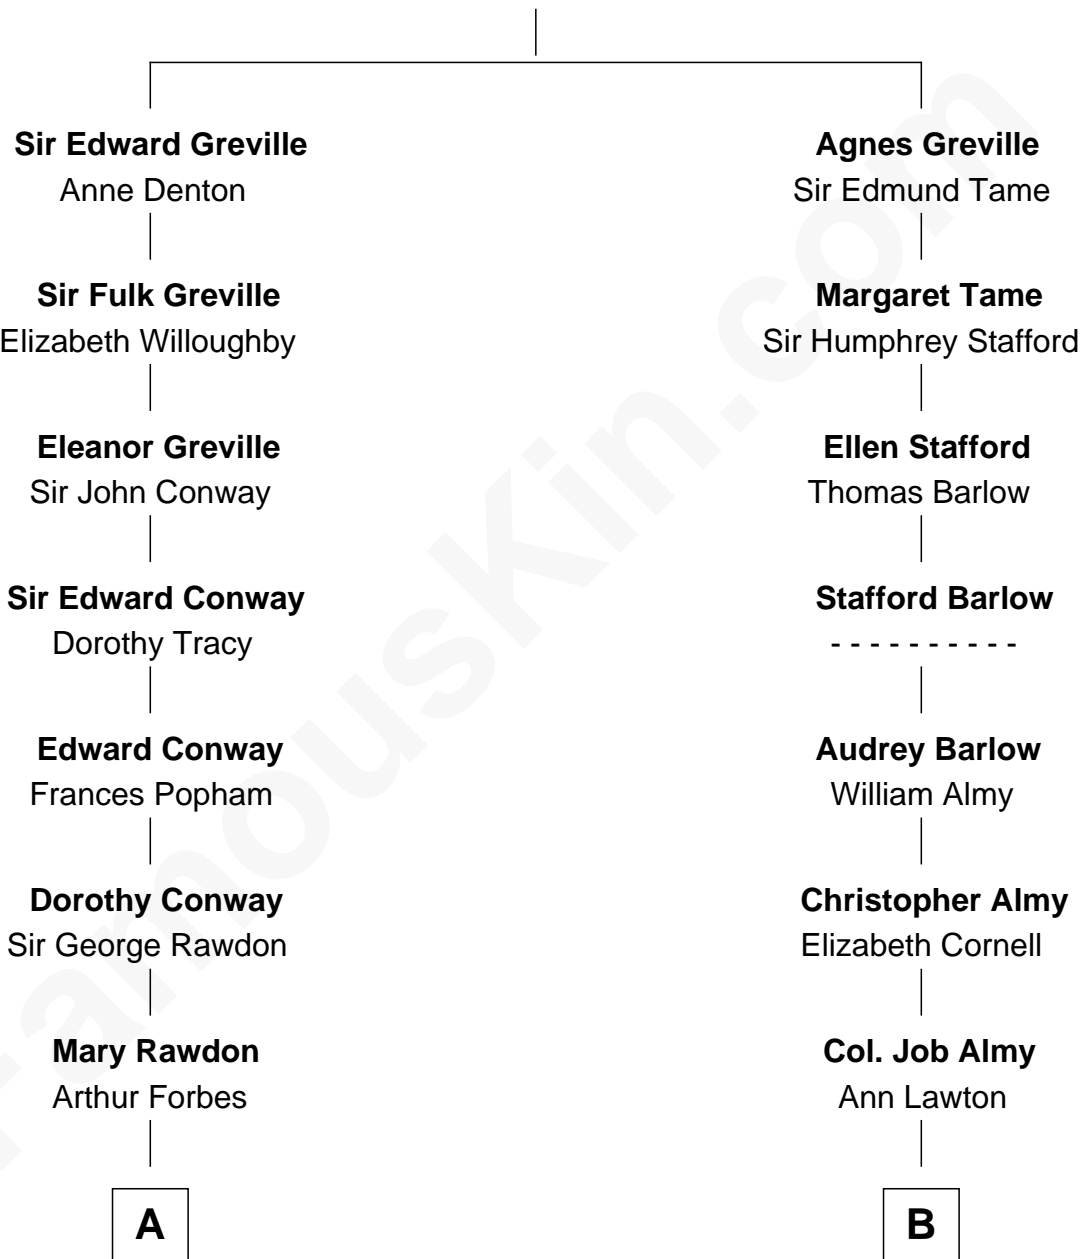 Sir Edward Greville
Anne Denton
Sir Fulk Greville
Elizabeth Willoughby
Eleanor Greville
Sir John Conway
Sir Edward Conway
Dorothy Tracy
Edward Conway
Frances Popham
Dorothy Conway
Sir George Rawdon
Mary Rawdon
Arthur Forbes
A
Agnes Greville
Sir Edmund Tame
Margaret Tame
Sir Humphrey Stafford
Ellen Stafford
Thomas Barlow
Stafford Barlow
- - - - - - - - - -
Audrey Barlow
William Almy
Christopher Almy
Elizabeth Cornell
Col. Job Almy
Ann Lawton
B
FamousKin.com